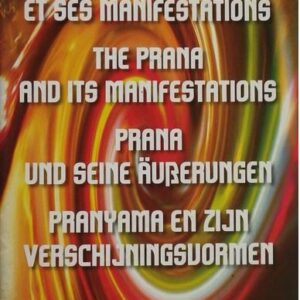 ET SES MANIFESTATIONS
THE PRANA
AND ITS MANIFESTATIONS
PRANA
UND SEINE ÄUßERUNGEN
PRANYAMA EN ZIJN
VERSCHIJNINGSVORMEN